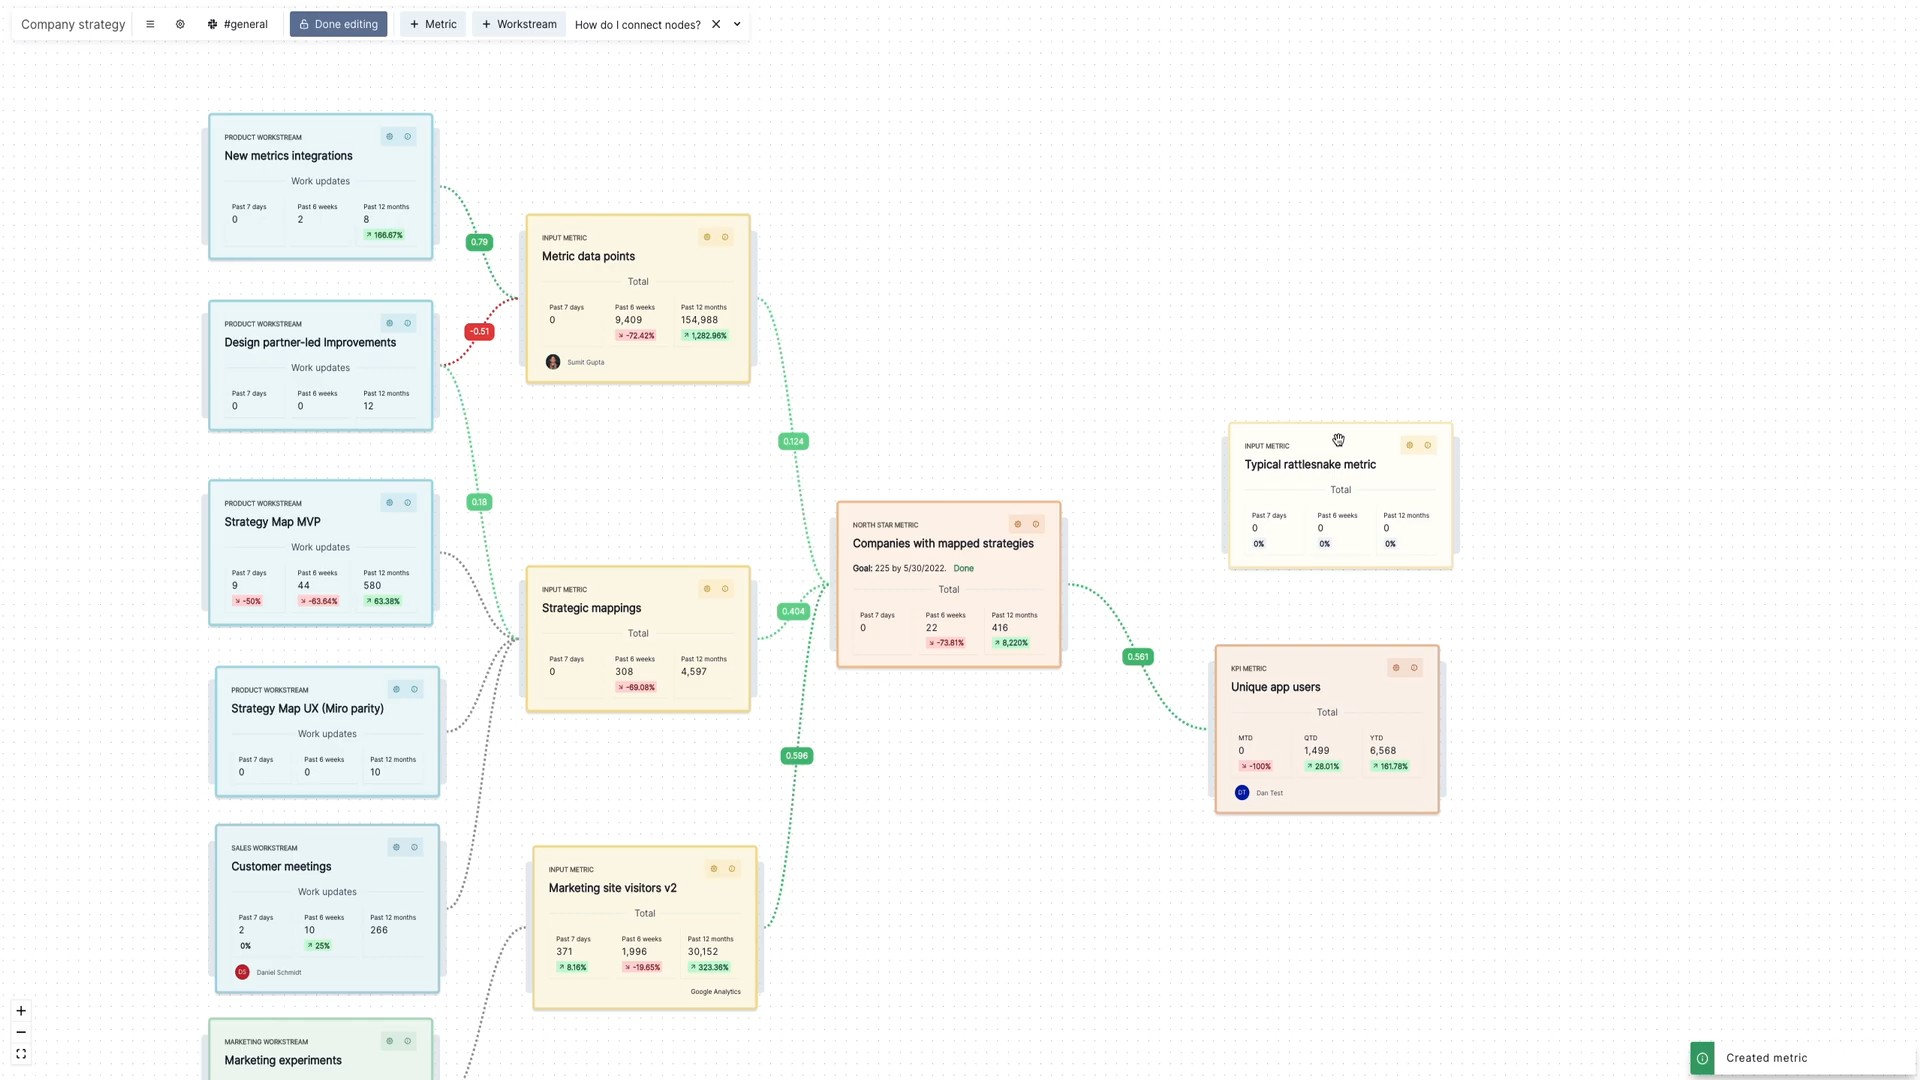 Company strategy
#general
Done editing
+ Metric
+ Workstream
How do I connect nodes?
PRODUCT WORKSTREAM
New metrics integrations
Work updates
Past 7 days Past 6 weeks Past 12 months
0 2 8
166.67%
PRODUCT WORKSTREAM
Design partner-led Improvements
Work updates
Past 7 days Past 6 weeks Past 12 months
0 0 12
PRODUCT WORKSTREAM
Strategy Map MVP
Work updates
Past 7 days Past 6 weeks Past 12 months
9 44 580
-50% -63.64% 63.38%
PRODUCT WORKSTREAM
Strategy Map UX (Miro parity)
Work updates
Past 7 days Past 6 weeks Past 12 months
0 0 10
SALES WORKSTREAM
Customer meetings
Work updates
Past 7 days Past 6 weeks Past 12 months
2 10 266
0% 25%
DS Daniel Schmidt
MARKETING WORKSTREAM
Marketing experiments
0.79
-0.51
0.18
INPUT METRIC
Metric data points
Total
Past 7 days Past 6 weeks Past 12 months
0 9,409 154,988
-72.42% 1,282.96%
Sumit Gupta
INPUT METRIC
Strategic mappings
Total
Past 7 days Past 6 weeks Past 12 months
0 308 4,597
-69.08%
INPUT METRIC
Marketing site visitors v2
Total
Past 7 days Past 6 weeks Past 12 months
371 1,996 30,152
8.16% -19.65% 323.36%
Google Analytics
0.124
0.404
0.596
NORTH STAR METRIC
Companies with mapped strategies
Goal: 225 by 5/30/2022. Done
Total
Past 7 days Past 6 weeks Past 12 months
0 22 416
-73.81% 8,220%
0.561
INPUT METRIC
Typical rattlesnake metric
Total
Past 7 days Past 6 weeks Past 12 months
0 0 0
0% 0% 0%
KPI METRIC
Unique app users
Total
MTD QTD YTD
0 1,499 6,568
-100% 28.01% 161.78%
DT Dan Test
Created metric